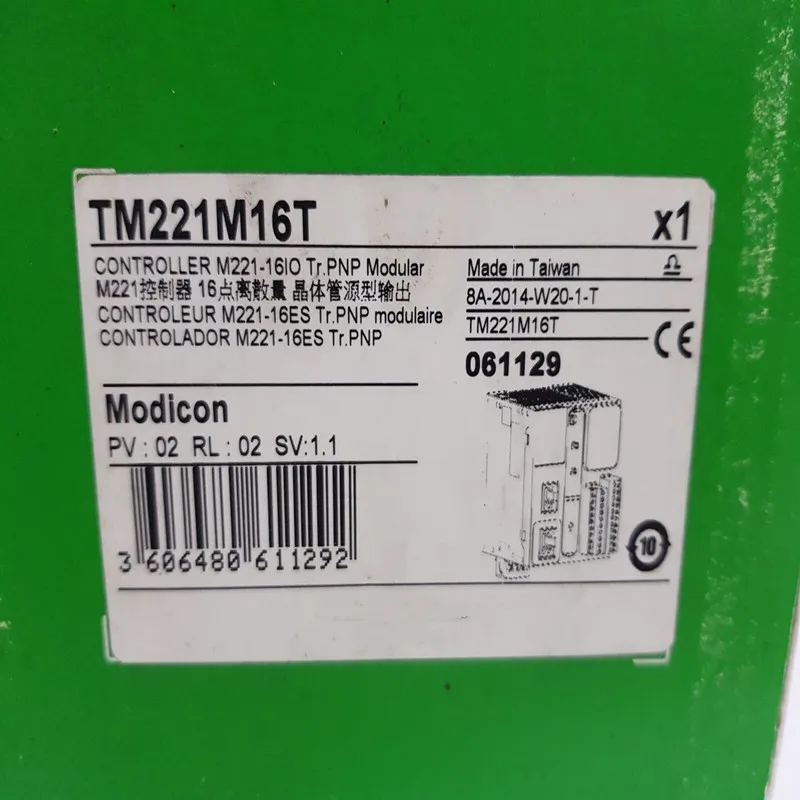 TM221M16T x1
CONTROLLER M221-16IO Tr.PNP Modular
M221控制器 16点离散量 晶体管源型输出
CONTROLEUR M221-16ES Tr.PNP modulaire
CONTROLADOR M221-16ES Tr.PNP
Made in Taiwan
8A-2014-W20-1-T
TM221M16T
CE
061129
Modicon
PV : 02 RL : 02 SV:1.1
3 606480 611292
10